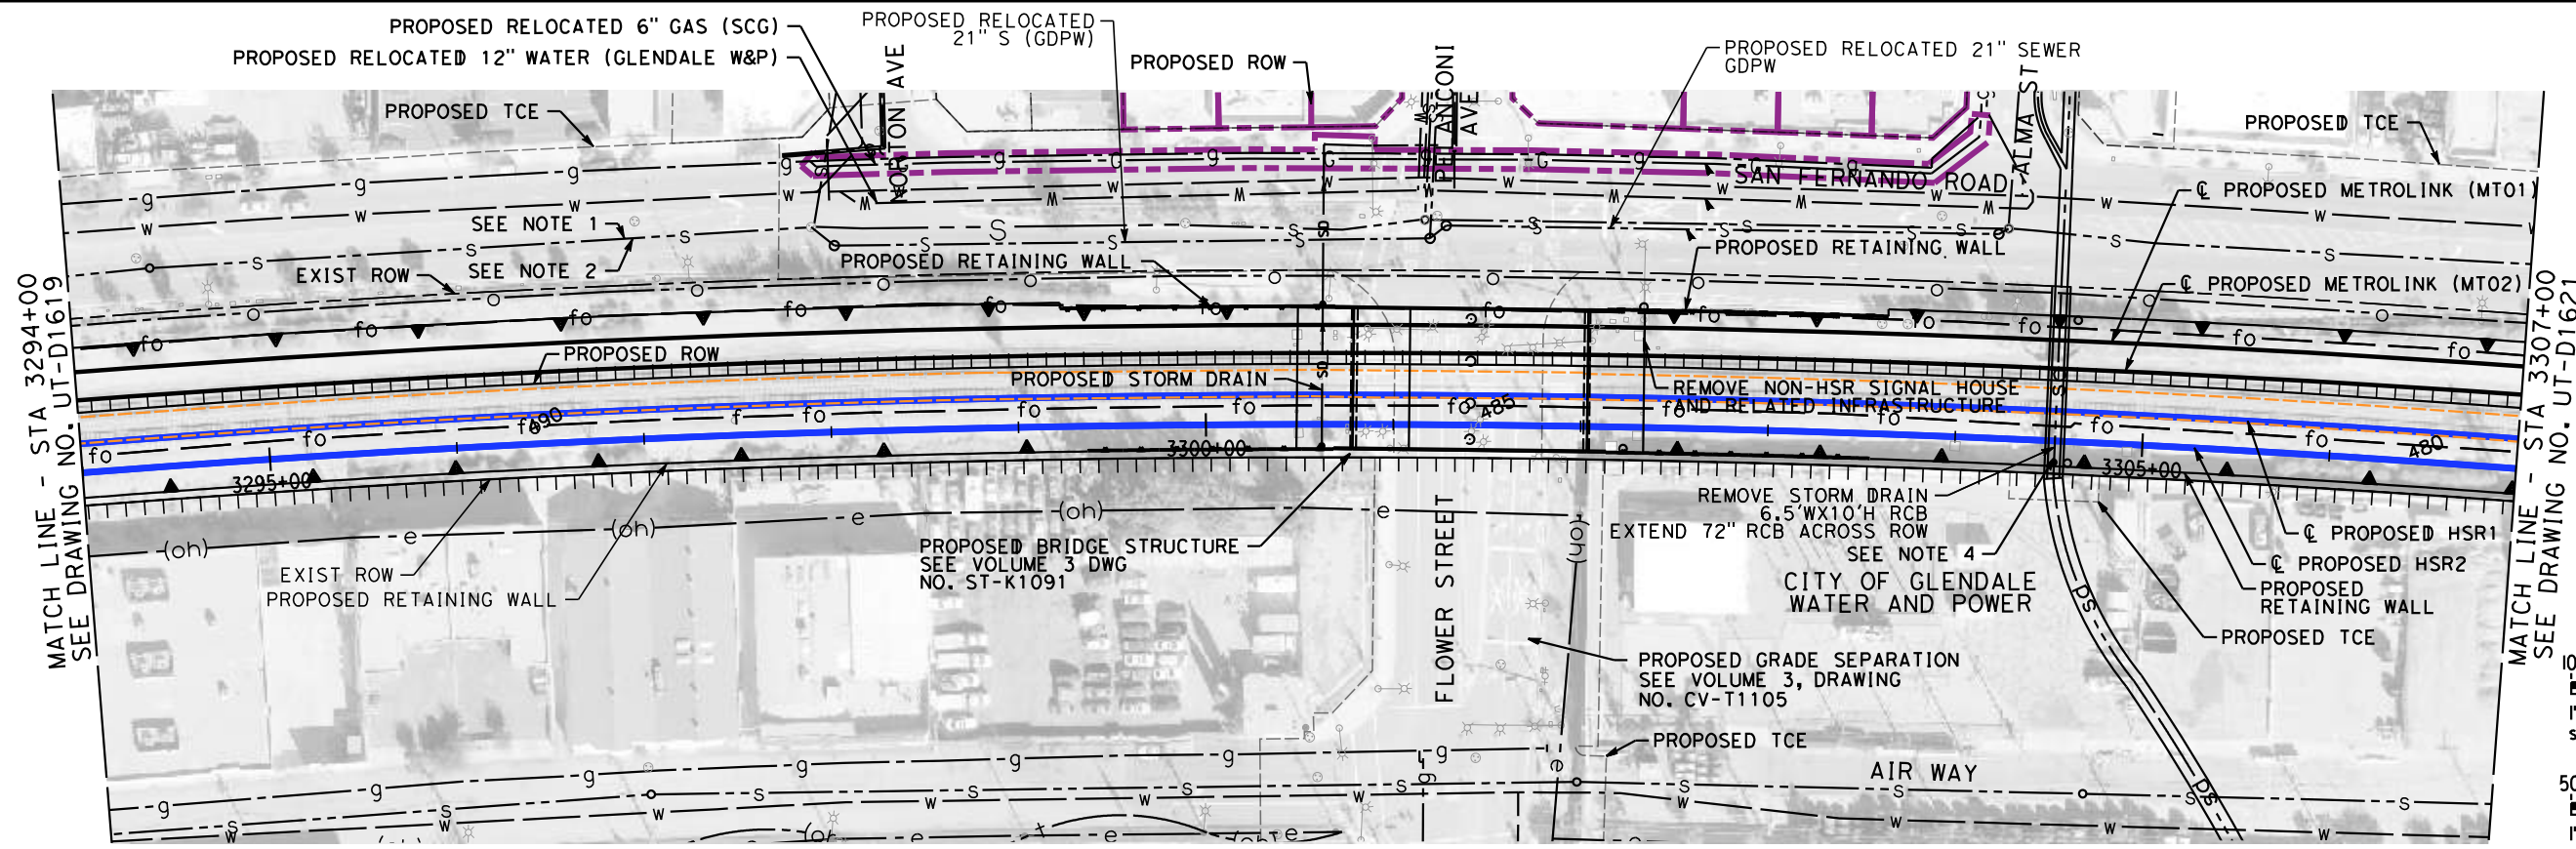 PROPOSED RELOCATED 6" GAS (SCG)
PROPOSED RELOCATED 12" WATER (GLENDALE W&P)
PROPOSED RELOCATED
21" S (GDPW)
PROPOSED ROW
PROPOSED RELOCATED 21" SEWER
GDPW
PROPOSED TCE
AVE
AVE
ALMA ST
PROPOSED TCE
SAN FERNANDO ROAD
℄ PROPOSED METROLINK (MT01)
SEE NOTE 1
SEE NOTE 2
EXIST ROW
PROPOSED RETAINING WALL
PROPOSED RETAINING WALL
℄ PROPOSED METROLINK (MT02)
PROPOSED ROW
PROPOSED STORM DRAIN
REMOVE NON-HSR SIGNAL HOUSE
AND RELATED INFRASTRUCTURE
490
485
480
3295+00
3300+00
3305+00
MATCH LINE - STA 3294+00
SEE DRAWING NO. UT-D1619
MATCH LINE - STA 3307+00
SEE DRAWING NO. UT-D1621
REMOVE STORM DRAIN
6.5'WX10'H RCB
EXTEND 72" RCB ACROSS ROW
SEE NOTE 4
CITY OF GLENDALE
WATER AND POWER
℄ PROPOSED HSR1
℄ PROPOSED HSR2
PROPOSED
RETAINING WALL
PROPOSED TCE
EXIST ROW
PROPOSED RETAINING WALL
PROPOSED BRIDGE STRUCTURE
SEE VOLUME 3 DWG
NO. ST-K1091
FLOWER STREET
PROPOSED GRADE SEPARATION
SEE VOLUME 3, DRAWING
NO. CV-T1105
PROPOSED TCE
AIR WAY